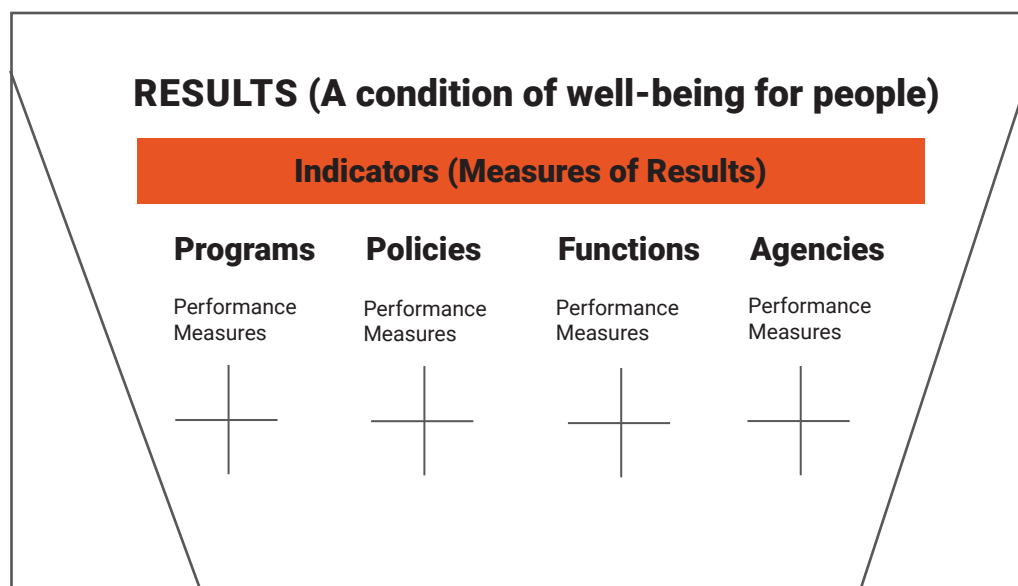 RESULTS (A condition of well-being for people)
Indicators (Measures of Results)
Programs
Policies
Functions
Agencies
Performance
Measures
Performance
Measures
Performance
Measures
Performance
Measures